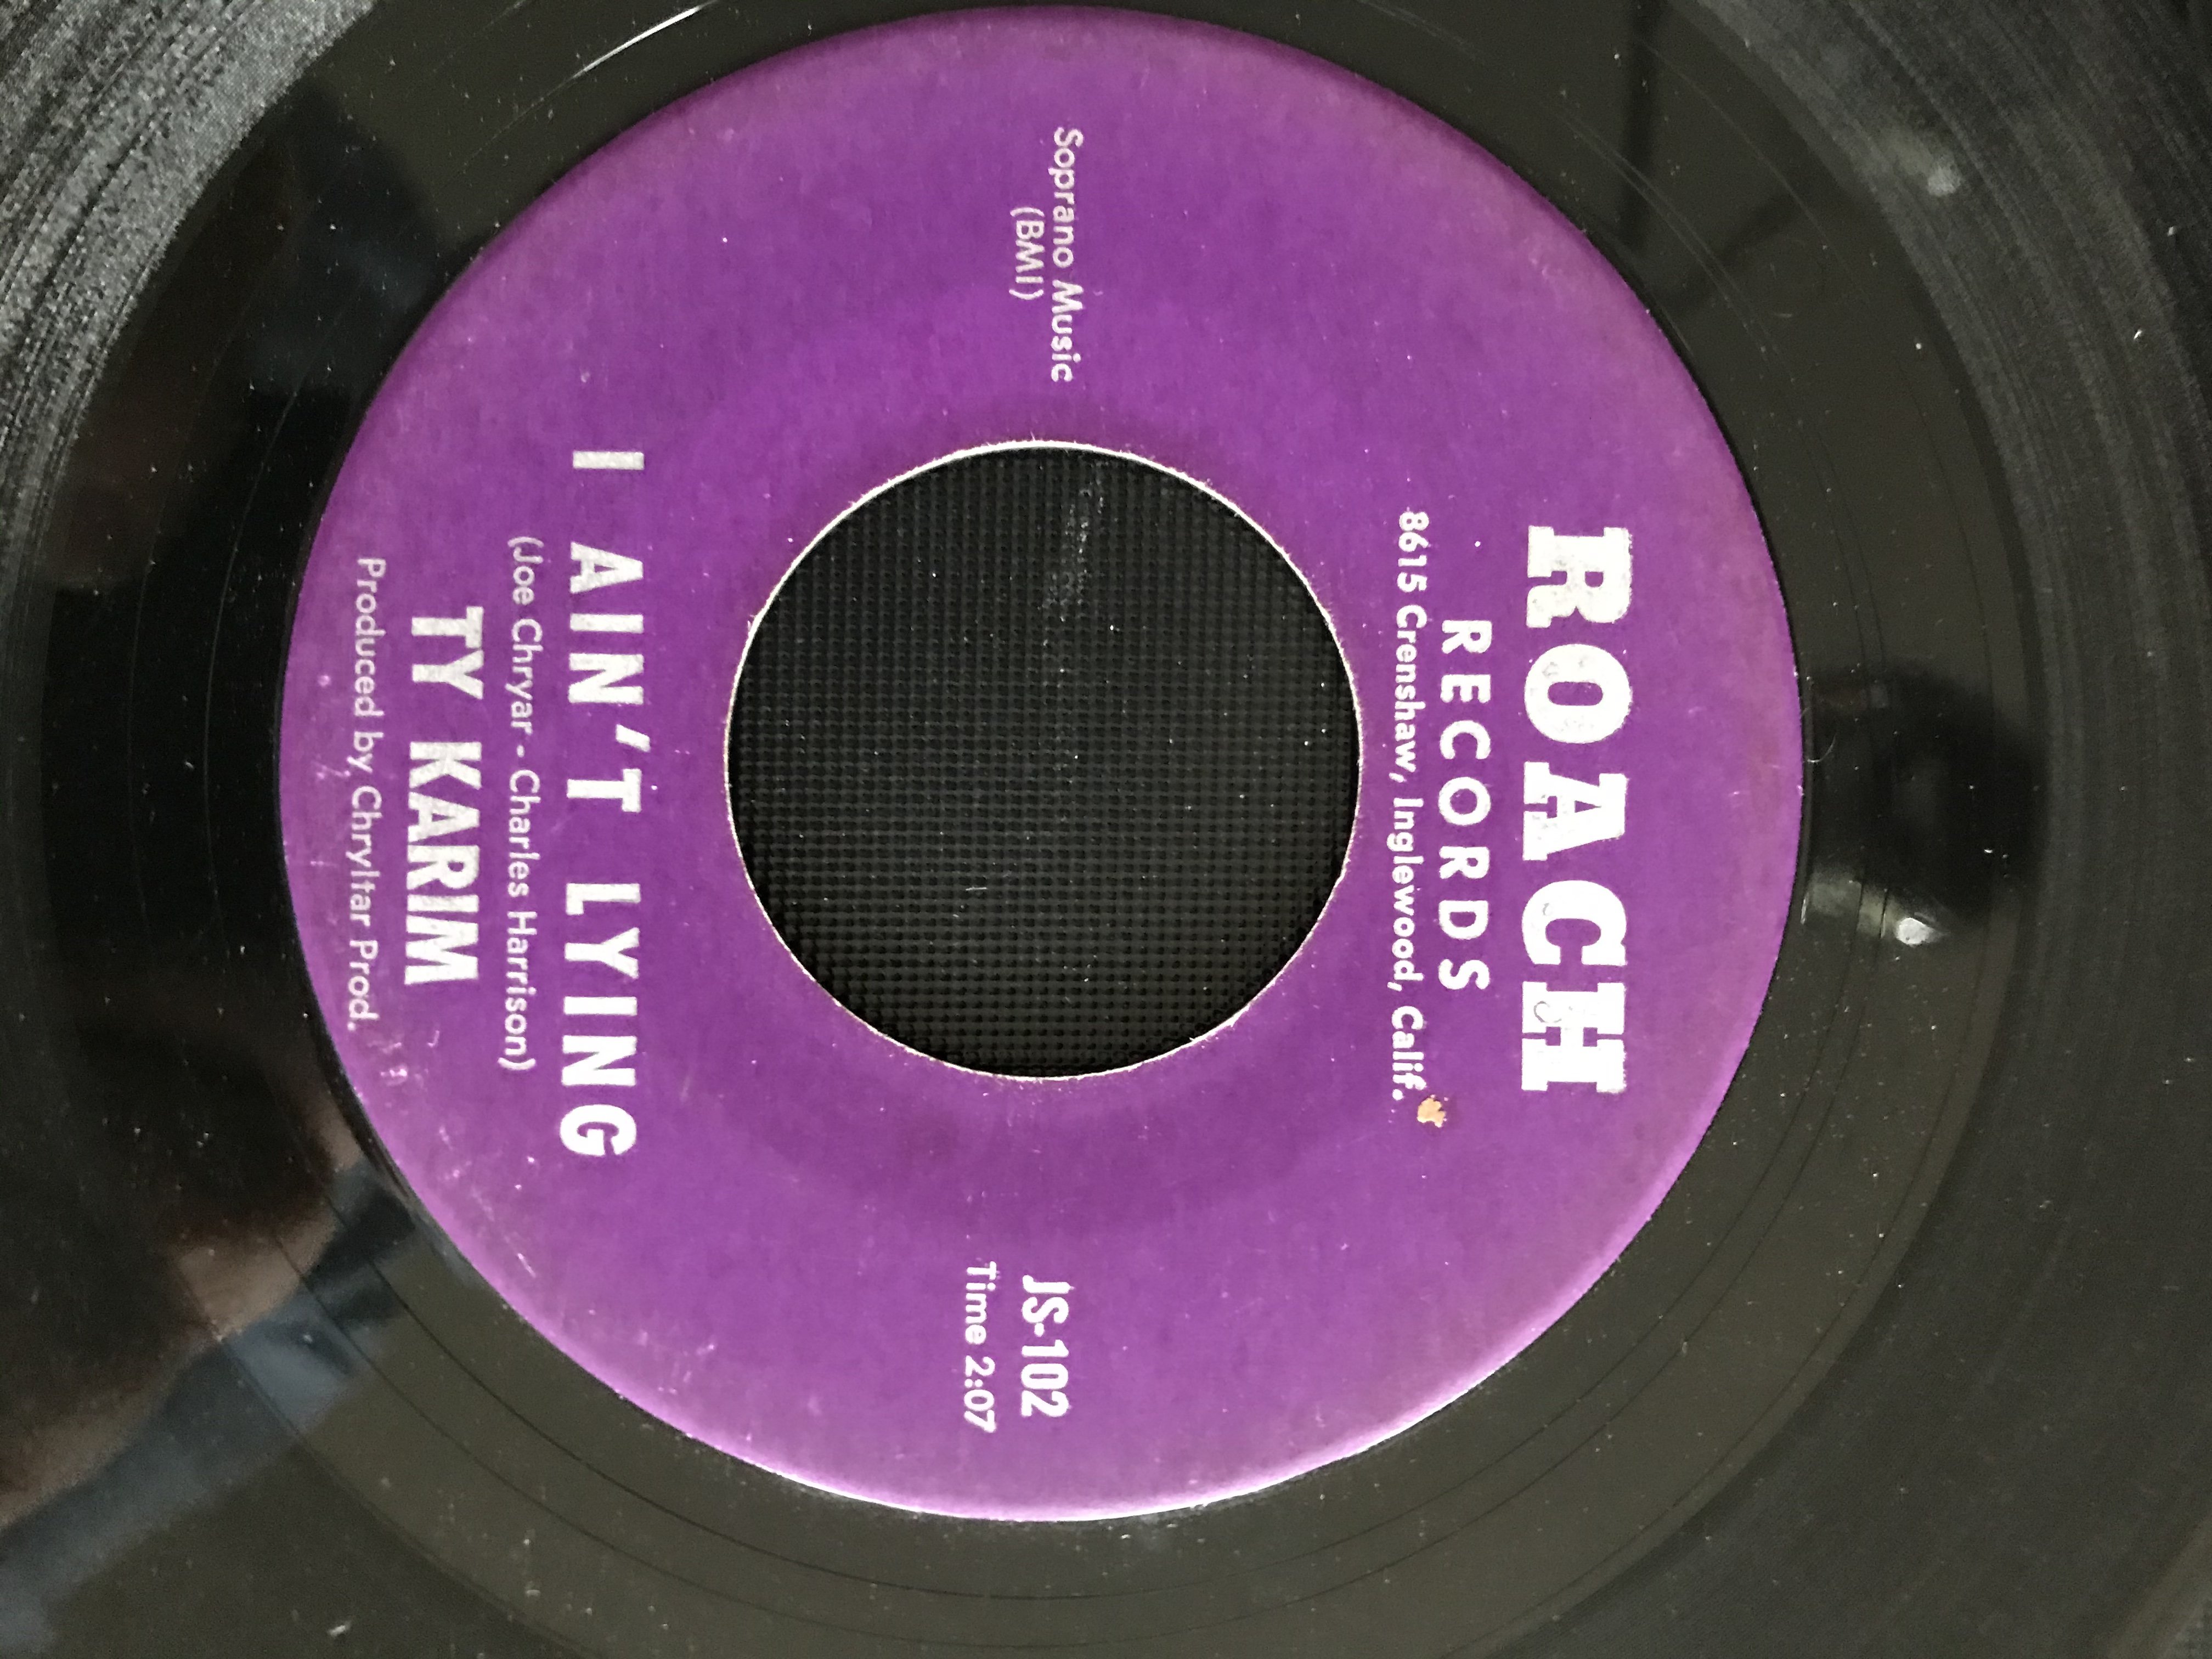 ROACH
RECORDS
8615 Crenshaw, Inglewood, Calif.
Soprano Music
(BMI)
JS-102
Time 2:07
I AIN'T LYING
(Joe Chryar - Charles Harrison)
TY KARIM
Produced by Chryltar Prod.